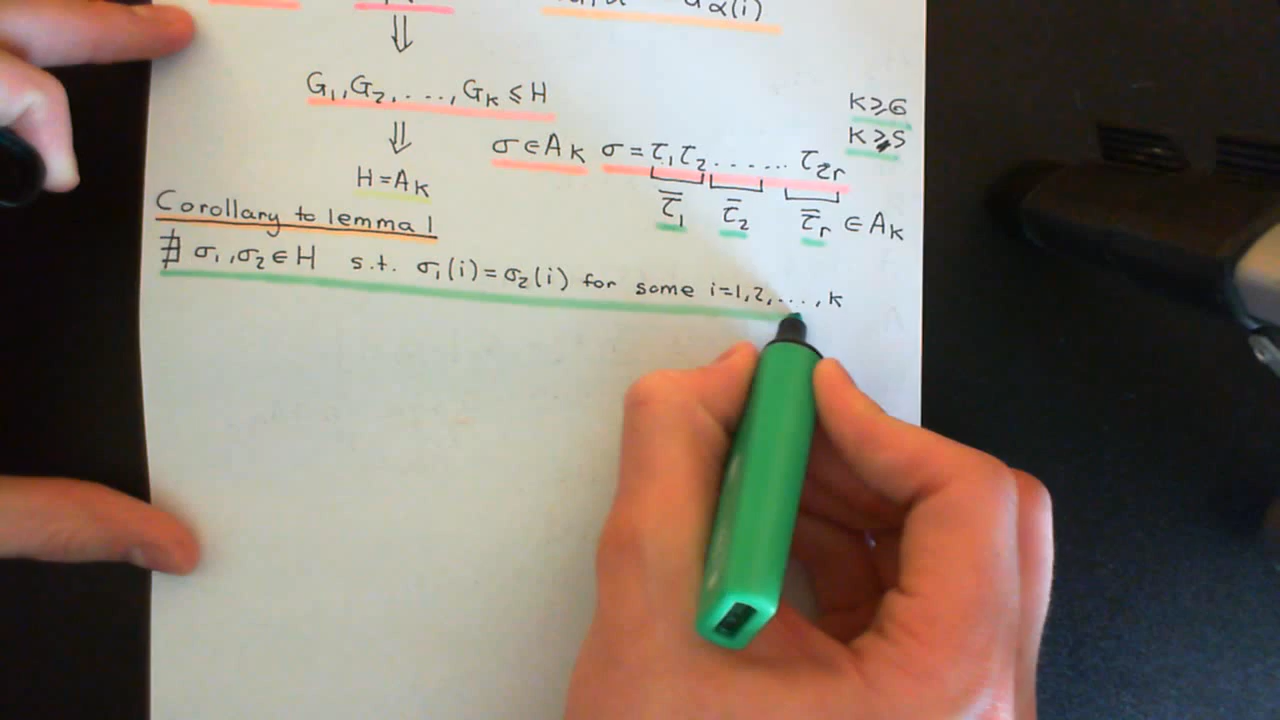 α(i)
⇓
G₁,G₂,....,Gₖ ≤ H
K ≥ 6
⇓
K ≥ 5
σ ∈ Aₖ σ = τ₁τ₂ ...... τ₂ᵣ
H = Aₖ
τ̄₁ τ̄₂ τ̄ᵣ ∈ Aₖ
Corollary to lemma 1
∄ σ₁,σ₂ ∈ H s.t. σ₁(i) = σ₂(i) for some i=1,2,....,k